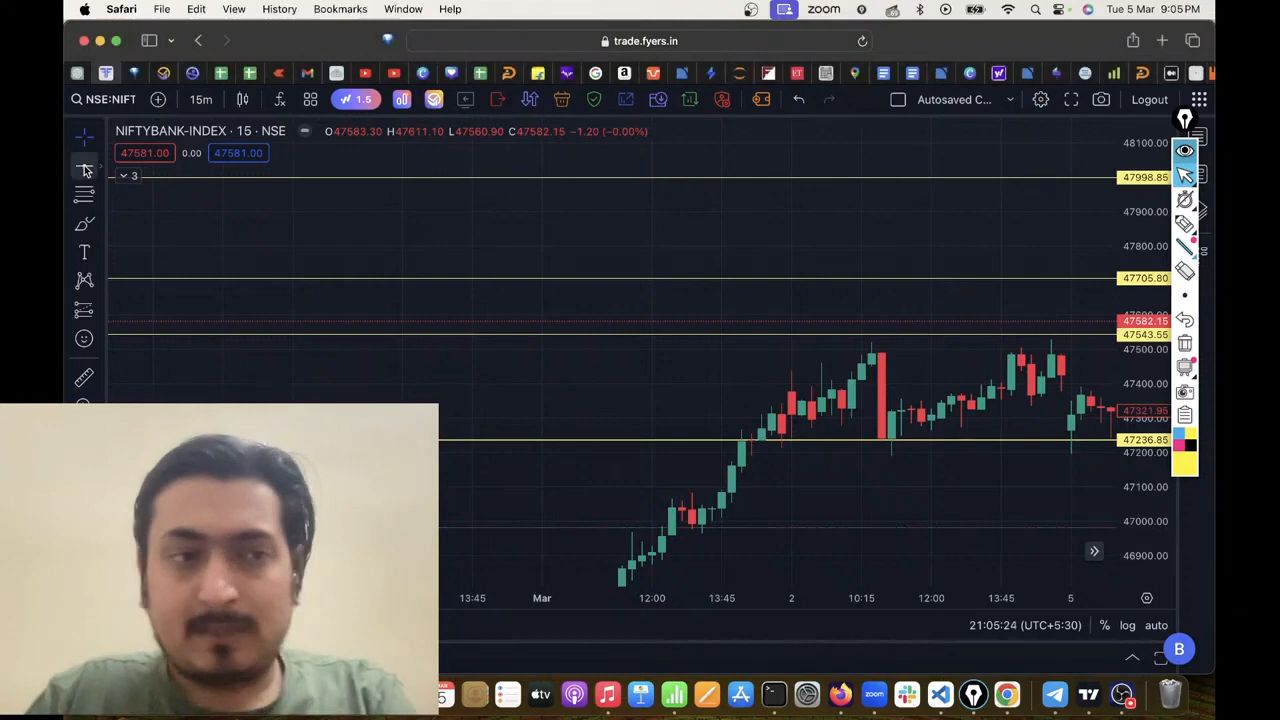 Safari File Edit View History Bookmarks Window Help zoom Tue 5 Mar 9:05PM
trade.fyers.in
NSE:NIFT 15m 1.5 Autosaved C... Logout
NIFTYBANK-INDEX · 15 · NSE O47583.30 H47611.10 L47560.90 C47582.15 −1.20 (−0.00%)
48100.00
47581.00 0.00 47581.00
3
47998.85
47900.00
47800.00
47705.80
47582.15
47543.55
47500.00
47400.00
47321.95
47236.85
47200.00
47100.00
47000.00
46900.00
13:45 Mar 12:00 13:45 2 10:15 12:00 13:45 5
21:05:24 (UTC+5:30) % log auto
B
5 tv zoom